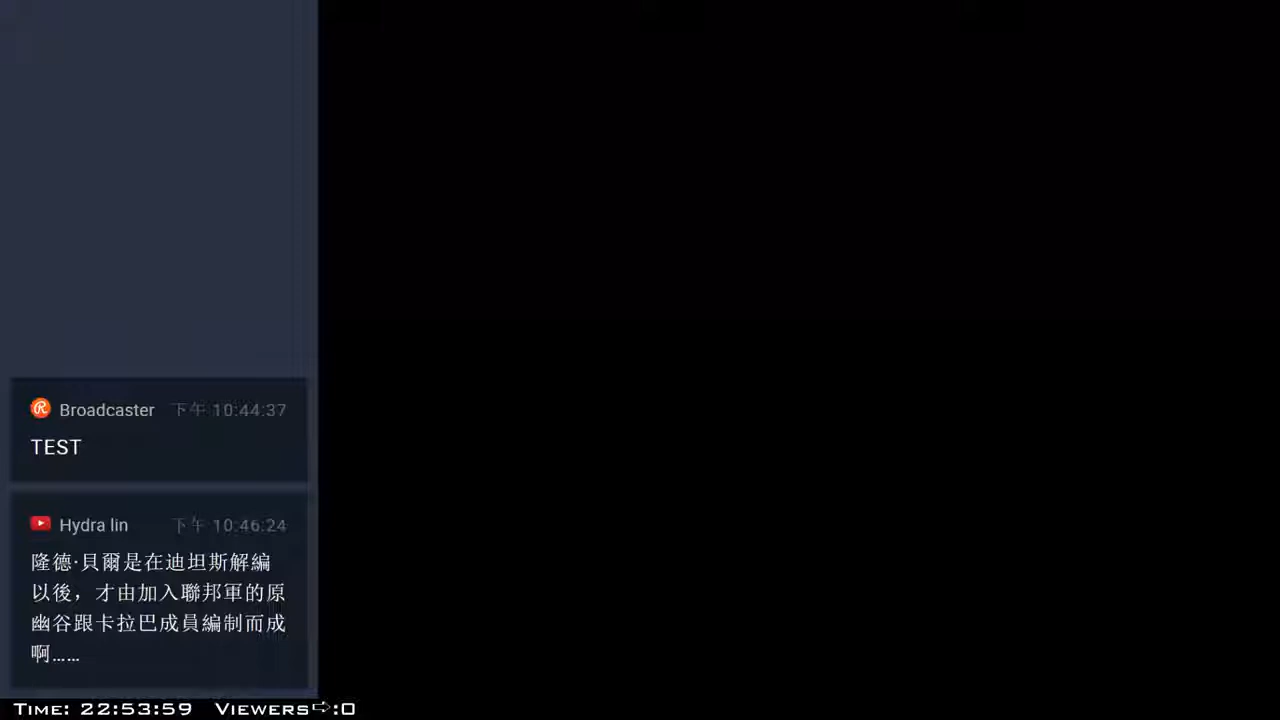 Broadcaster 下午 10:44:37
TEST
Hydra lin 下午 10:46:24
隆德·貝爾是在迪坦斯解編
以後，才由加入聯邦軍的原
幽谷跟卡拉巴成員編制而成
啊……
Time: 22:53:59 Viewers⇨:0